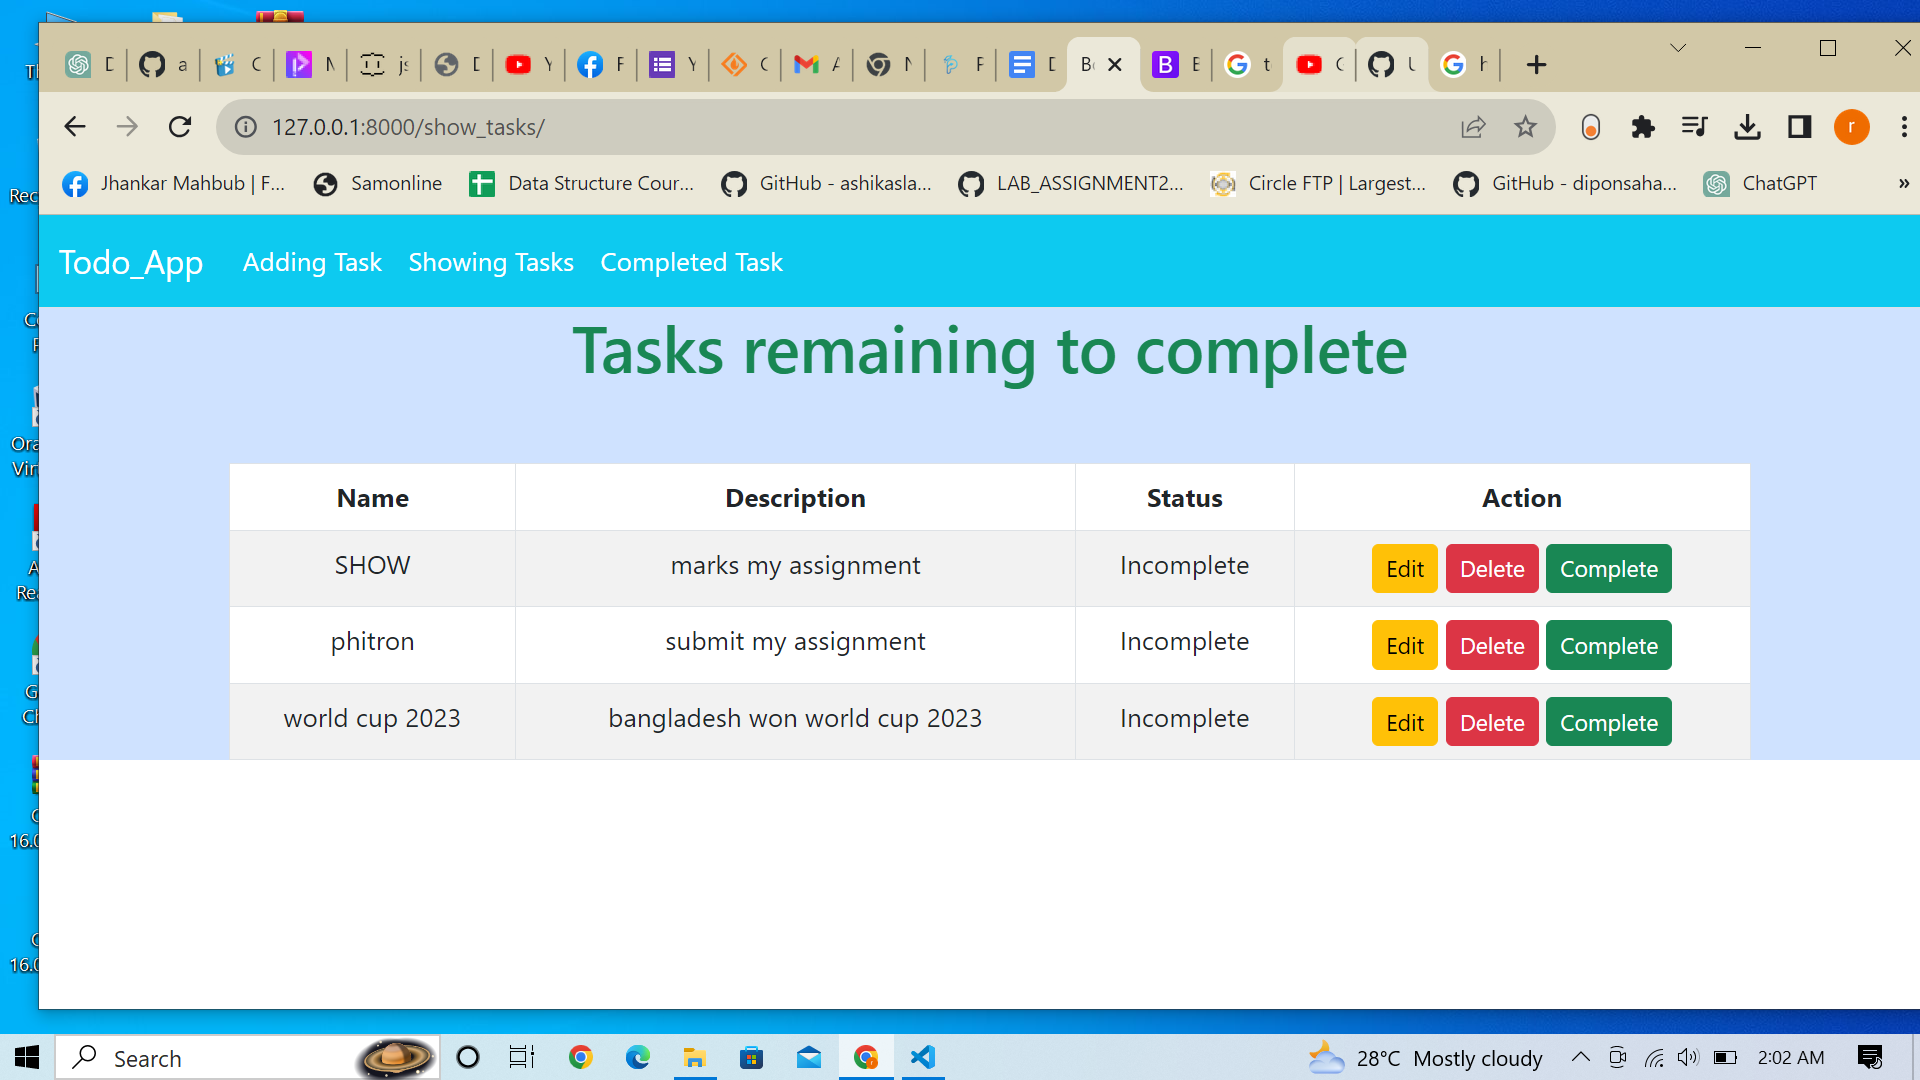 127.0.0.1:8000/show_tasks/
Jhankar Mahbub | F... Samonline Data Structure Cour... GitHub - ashikasla... LAB_ASSIGNMENT2... Circle FTP | Largest... GitHub - diponsaha... ChatGPT »
Todo_App Adding Task Showing Tasks Completed Task
Tasks remaining to complete
Name Description Status Action
SHOW marks my assignment Incomplete Edit Delete Complete
phitron submit my assignment Incomplete Edit Delete Complete
world cup 2023 bangladesh won world cup 2023 Incomplete Edit Delete Complete
Search 28°C Mostly cloudy 2:02 AM